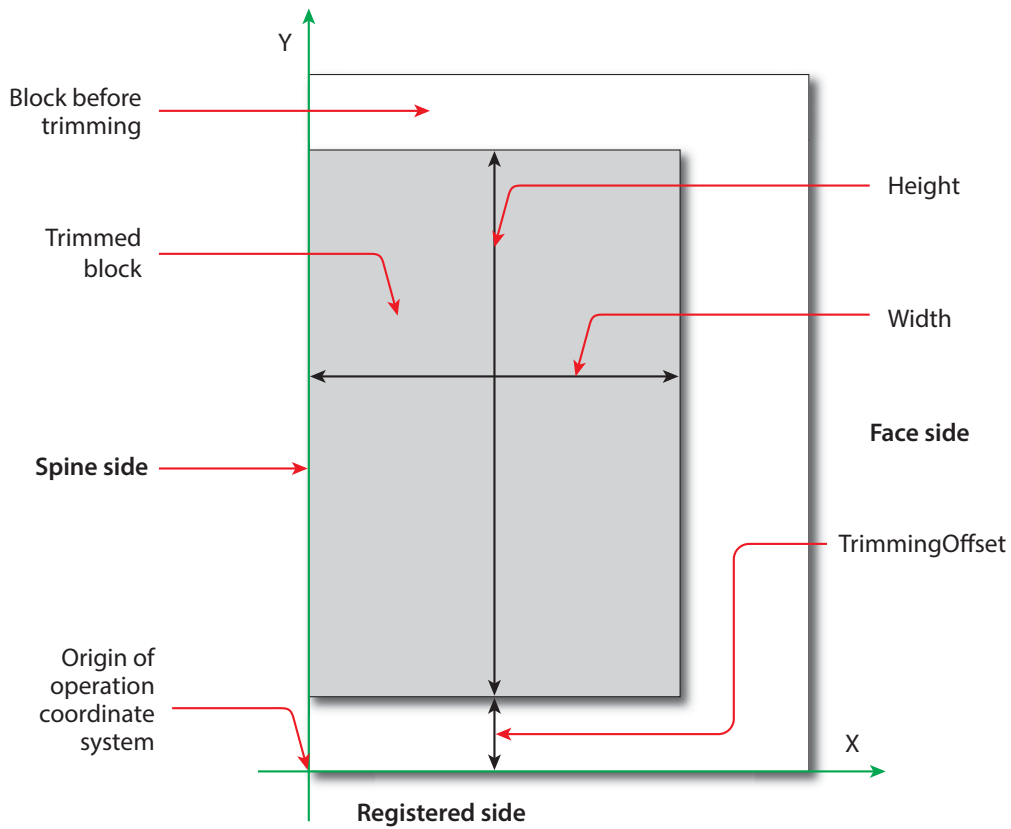 Y
Block before
trimming
Height
Trimmed
block
Width
Face side
Spine side
TrimmingOffset
Origin of
operation
coordinate
system
X
Registered side